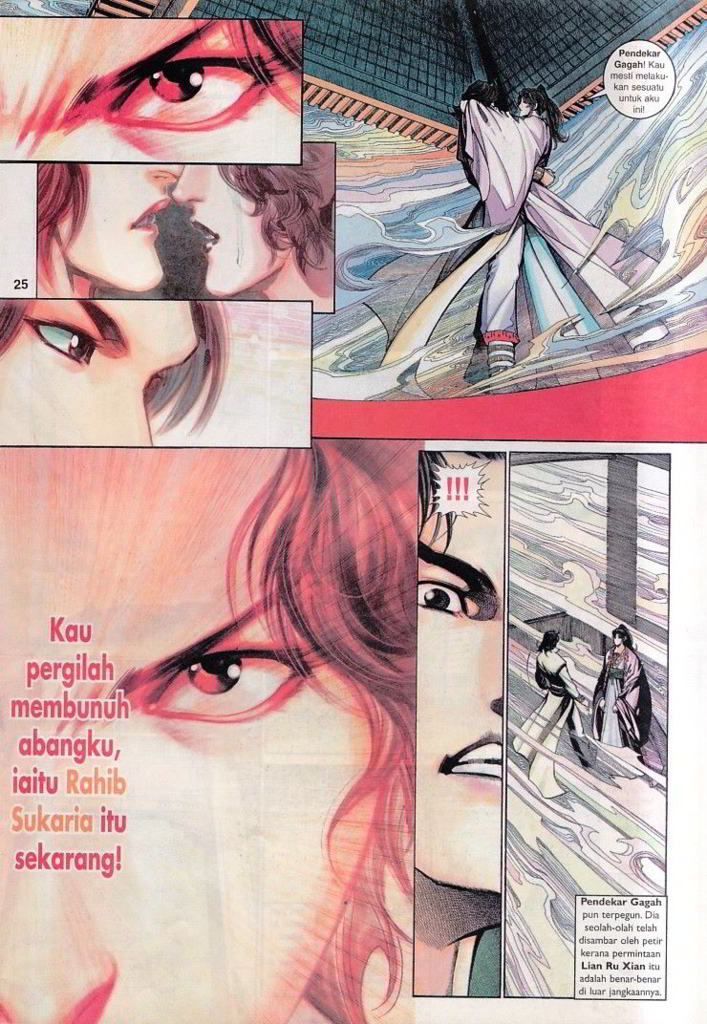 Pendekar
Gagah! Kau
mesti melaku-
kan sesuatu
untuk aku
ini!
25
!!!
Kau
pergilah
membunuh
abangku,
iaitu Rahib
Sukaria itu
sekarang!
Pendekar Gagah
pun terpegun. Dia
seolah-olah telah
disambar oleh petir
kerana permintaan
Lian Ru Xian itu
adalah benar-benar
di luar jangkaannya.